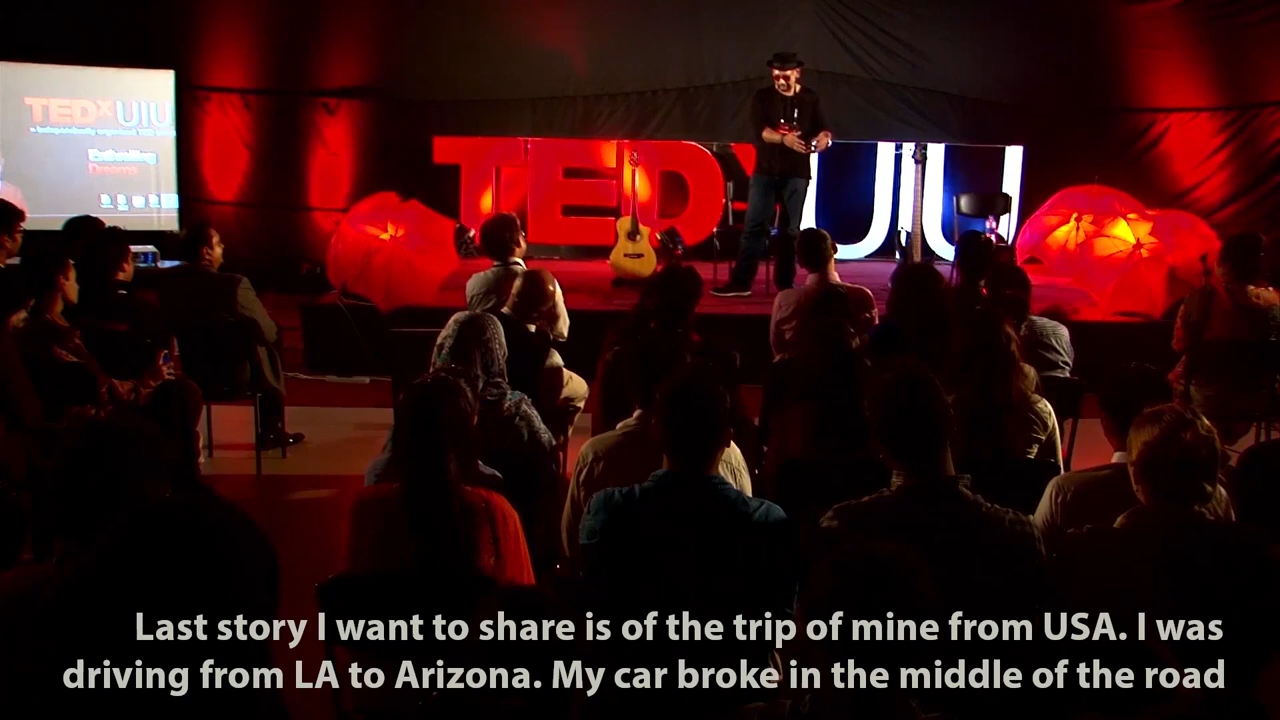 TEDxUIU
TEDxUIU
Last story I want to share is of the trip of mine from USA. I was
driving from LA to Arizona. My car broke in the middle of the road